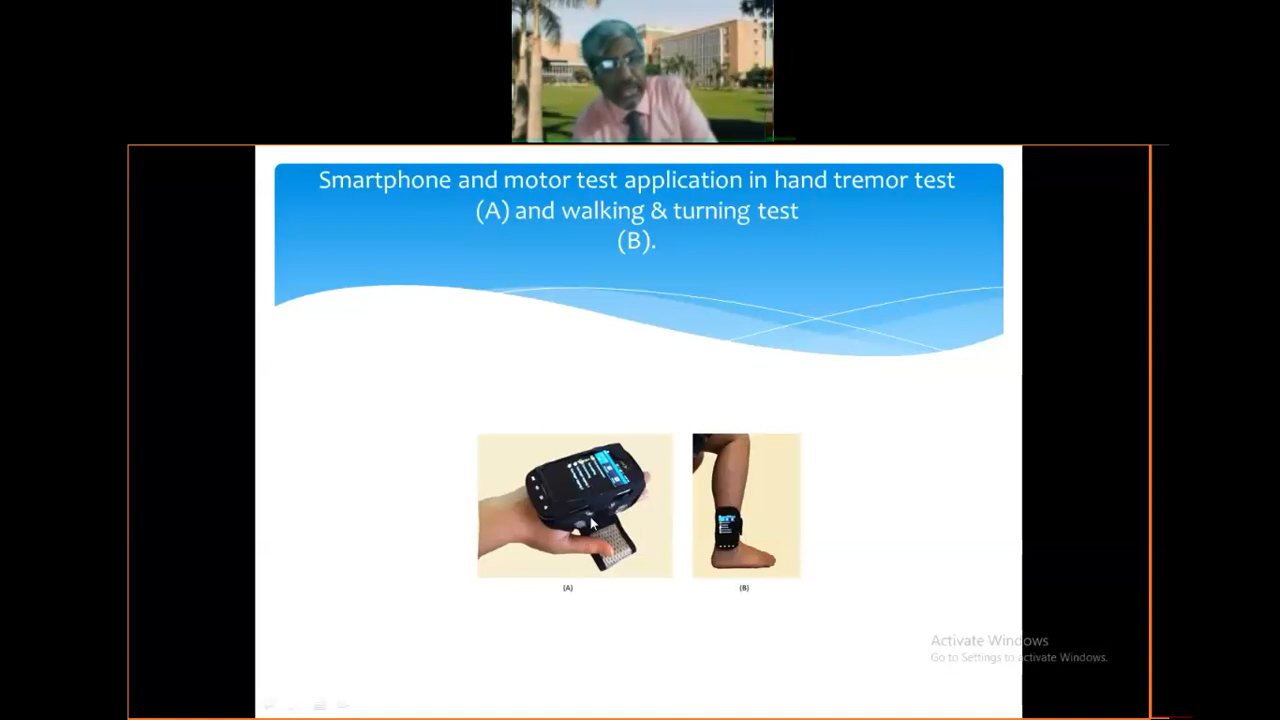 Smartphone and motor test application in hand tremor test
(A) and walking & turning test
(B).
(A)
(B)
Activate Windows
Go to Settings to activate Windows.